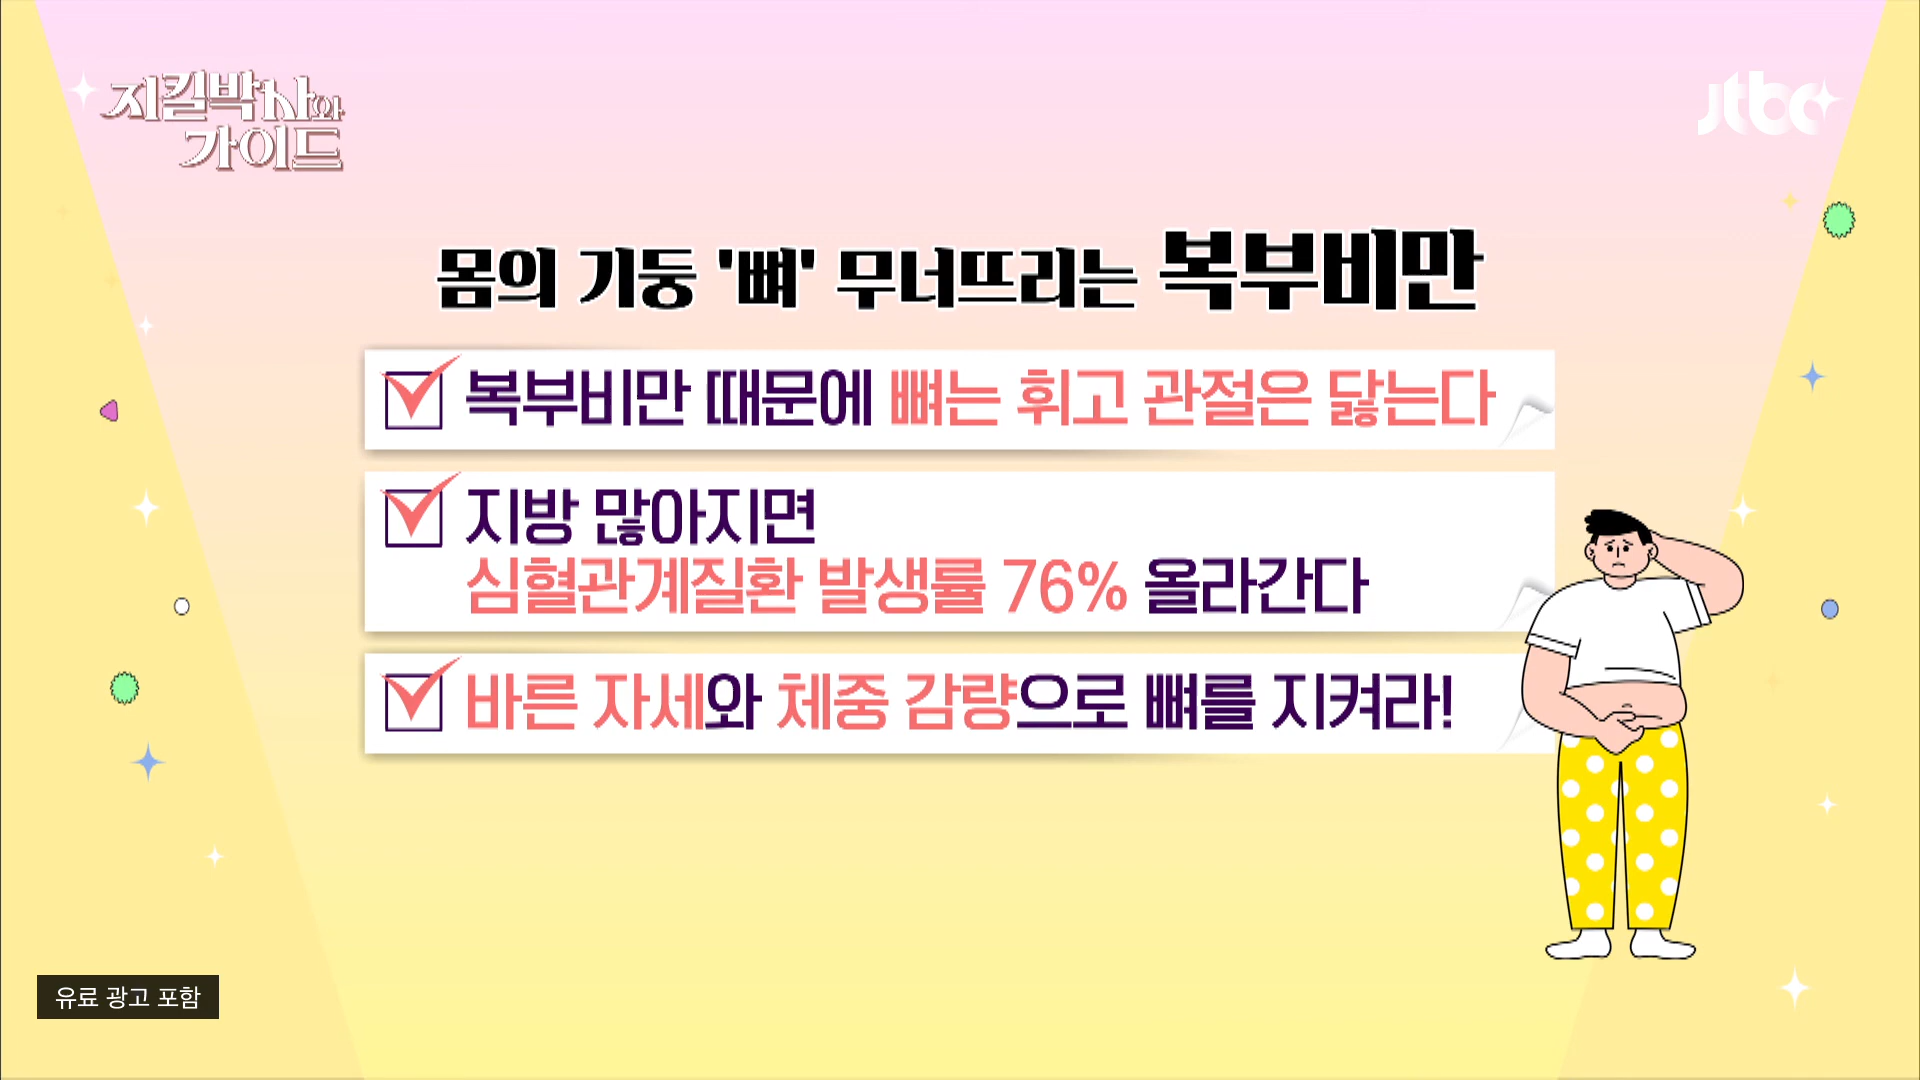 지킬박사와
가이드
jtbc
몸의 기둥 '뼈' 무너뜨리는 복부비만
복부비만 때문에 뼈는 휘고 관절은 닳는다
지방 많아지면
심혈관계질환 발생률 76% 올라간다
바른 자세와 체중 감량으로 뼈를 지켜라!
유료 광고 포함